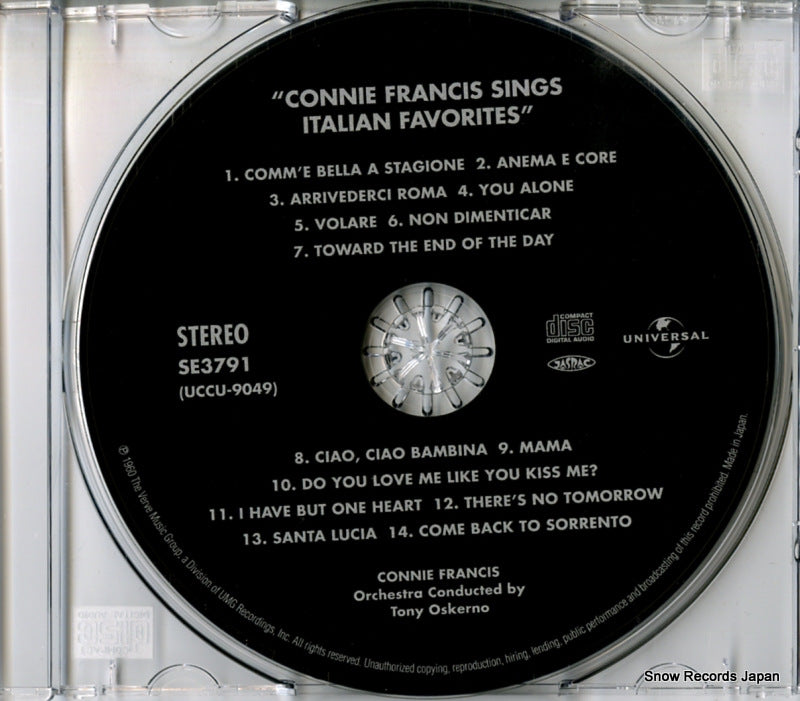 "CONNIE FRANCIS SINGS
ITALIAN FAVORITES"
1. COMM'E BELLA A STAGIONE 2. ANEMA E CORE
3. ARRIVEDERCI ROMA 4. YOU ALONE
5. VOLARE 6. NON DIMENTICAR
7. TOWARD THE END OF THE DAY
STEREO
SE3791
(UCCU-9049)
COMPACT
disc
DIGITAL AUDIO
JASRAC
UNIVERSAL
8. CIAO, CIAO BAMBINA 9. MAMA
10. DO YOU LOVE ME LIKE YOU KISS ME?
11. I HAVE BUT ONE HEART 12. THERE'S NO TOMORROW
13. SANTA LUCIA 14. COME BACK TO SORRENTO
CONNIE FRANCIS
Orchestra Conducted by
Tony Oskerno
℗ 1960 The Verve Music Group, a Division of UMG Recordings, Inc. All rights reserved. Unauthorized copying, reproduction, hiring, lending, public performance and broadcasting of this record prohibited. Made in Japan.
Snow Records Japan